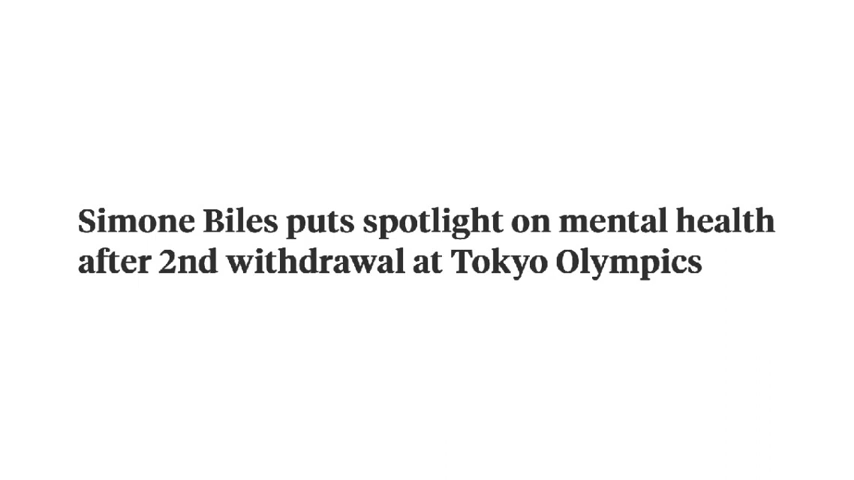 Simone Biles puts spotlight on mental health
after 2nd withdrawal at Tokyo Olympics